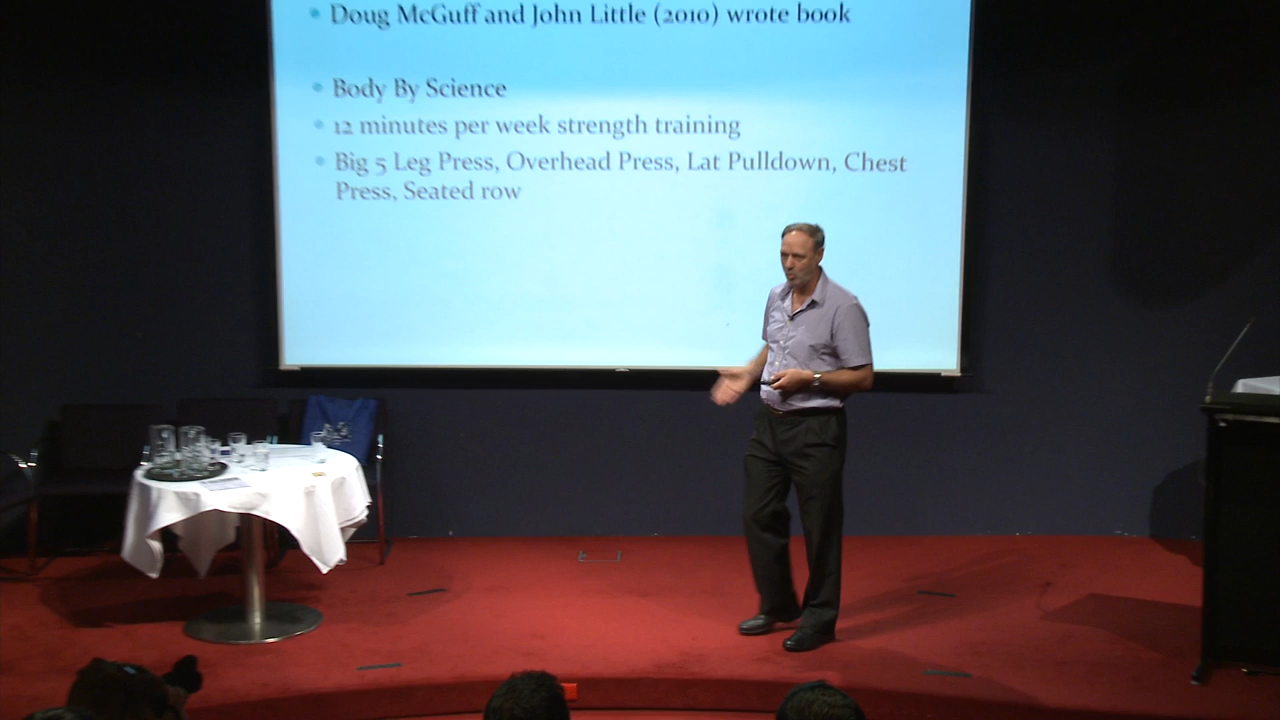 Doug McGuff and John Little (2010) wrote book
Body By Science
12 minutes per week strength training
Big 5 Leg Press, Overhead Press, Lat Pulldown, Chest
Press, Seated row